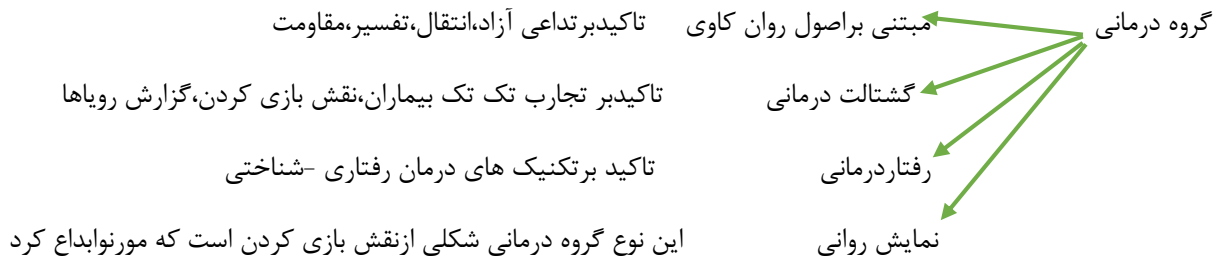 گروه درمانی مبتنی براصول روان کاوی تاکیدبرتداعی آزاد،انتقال،تفسیر،مقاومت
گشتالت درمانی تاکیدبر تجارب تک تک بیماران،نقش بازی کردن،گزارش رویاها
رفتاردرمانی تاکید برتکنیک های درمان رفتاری -شناختی
نمایش روانی این نوع گروه درمانی شکلی ازنقش بازی کردن است که مورنوابداع کرد